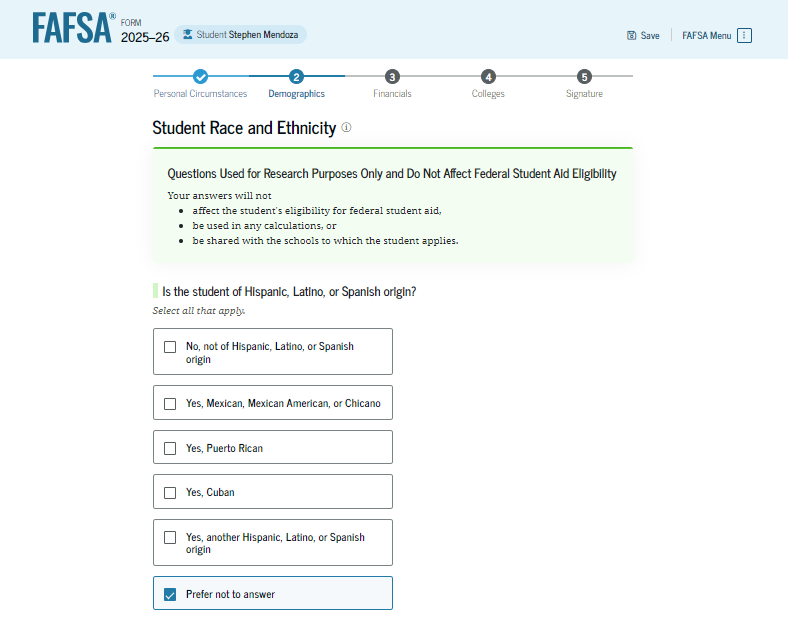 FAFSA®
FORM
2025–26
Student Stephen Mendoza
Save
FAFSA Menu
2
3
4
5
Personal Circumstances
Demographics
Financials
Colleges
Signature
Student Race and Ethnicity
Questions Used for Research Purposes Only and Do Not Affect Federal Student Aid Eligibility
Your answers will not
• affect the student's eligibility for federal student aid,
• be used in any calculations, or
• be shared with the schools to which the student applies.
Is the student of Hispanic, Latino, or Spanish origin?
Select all that apply.
No, not of Hispanic, Latino, or Spanish
origin
Yes, Mexican, Mexican American, or Chicano
Yes, Puerto Rican
Yes, Cuban
Yes, another Hispanic, Latino, or Spanish
origin
Prefer not to answer